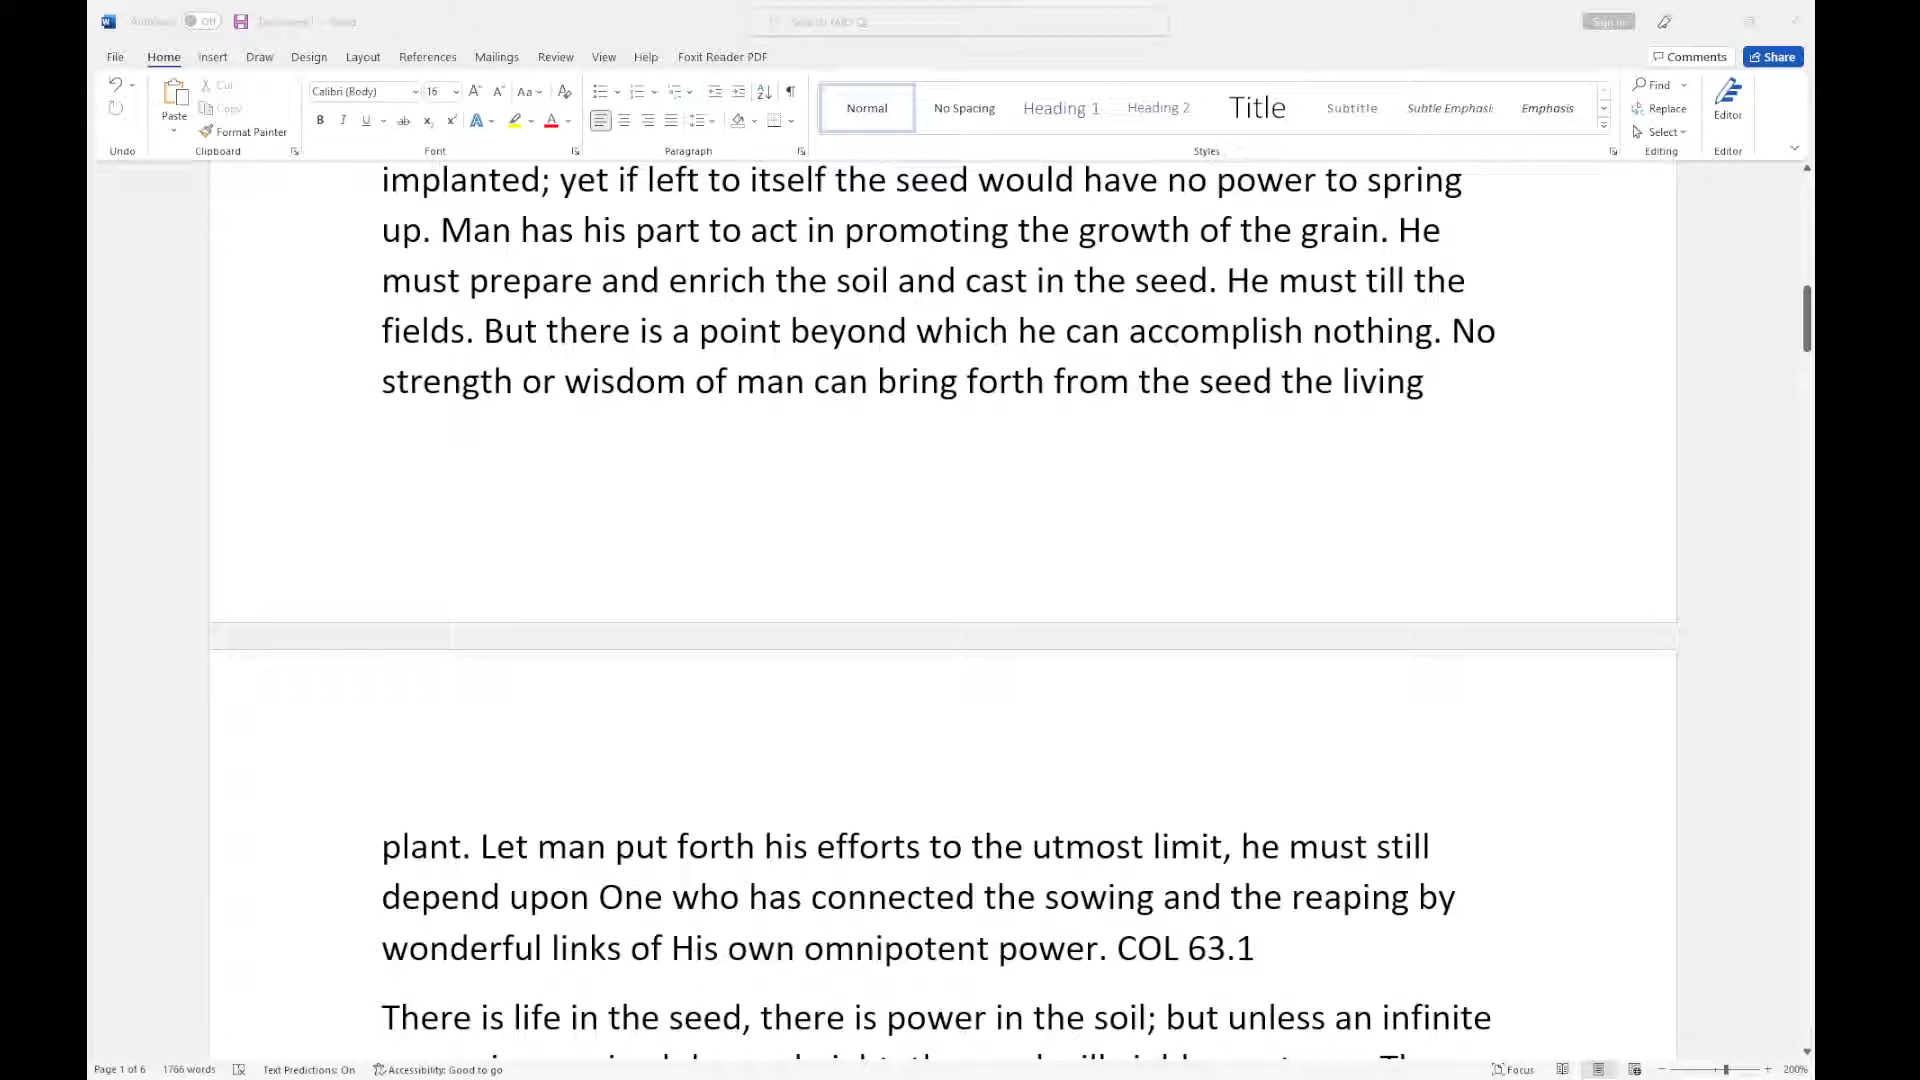 Off
Sign in
File Home Insert Draw Design Layout References Mailings Review View Help Foxit Reader PDF
Comments Share
Paste
Cut
Copy
Format Painter
Calibri (Body) 16
Normal No Spacing Heading 1 Heading 2 Title Subtitle Subtle Emphasi Emphasis
Find
Replace
Select
Editor
Undo Clipboard Font Paragraph Styles Editing Editor
implanted; yet if left to itself the seed would have no power to spring
up. Man has his part to act in promoting the growth of the grain. He
must prepare and enrich the soil and cast in the seed. He must till the
fields. But there is a point beyond which he can accomplish nothing. No
strength or wisdom of man can bring forth from the seed the living
plant. Let man put forth his efforts to the utmost limit, he must still
depend upon One who has connected the sowing and the reaping by
wonderful links of His own omnipotent power. COL 63.1
There is life in the seed, there is power in the soil; but unless an infinite
Page 1 of 6 1766 words Text Predictions: On Accessibility: Good to go Focus 200%